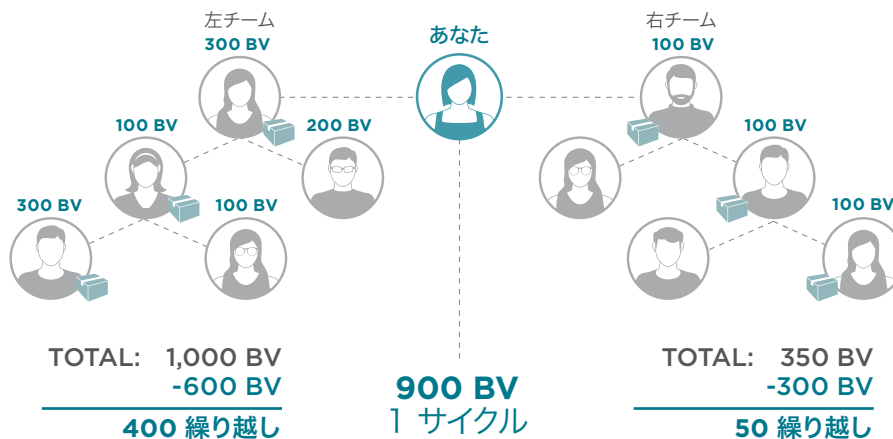 左チーム
300 BV
あなた
右チーム
100 BV
100 BV
200 BV
100 BV
300 BV
100 BV
100 BV
TOTAL: 1,000 BV
-600 BV
400 繰り越し
900 BV
1 サイクル
TOTAL: 350 BV
-300 BV
50 繰り越し